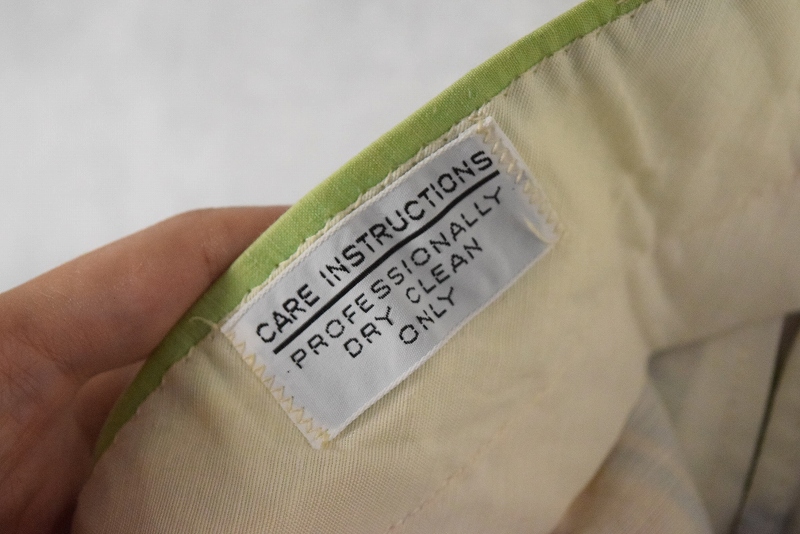 CARE INSTRUCTIONS
PROFESSIONALLY
DRY CLEAN
ONLY